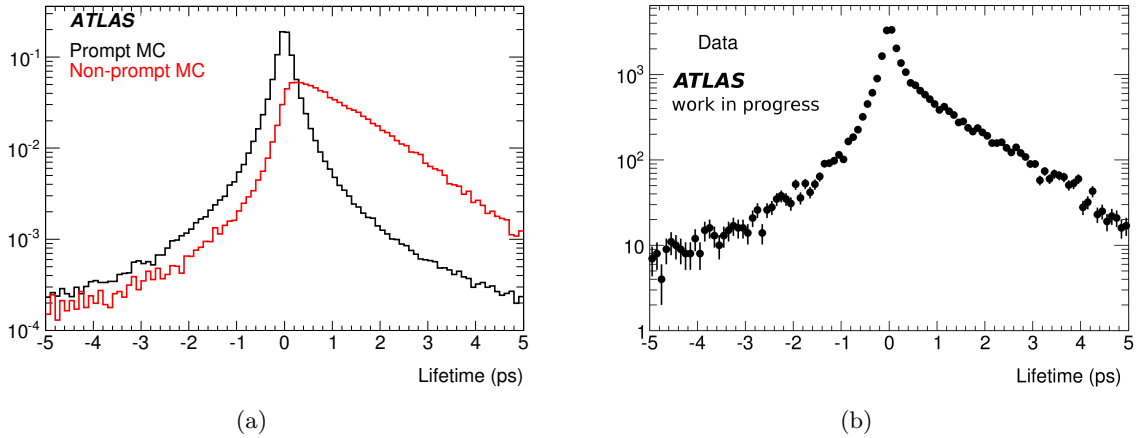 ATLAS
Prompt MC
Non-prompt MC
10^-1
10^-2
10^-3
10^-4
-5 -4 -3 -2 -1 0 1 2 3 4 5
Lifetime (ps)
(a)
Data
ATLAS
work in progress
10^3
10^2
10
1
-5 -4 -3 -2 -1 0 1 2 3 4 5
Lifetime (ps)
(b)